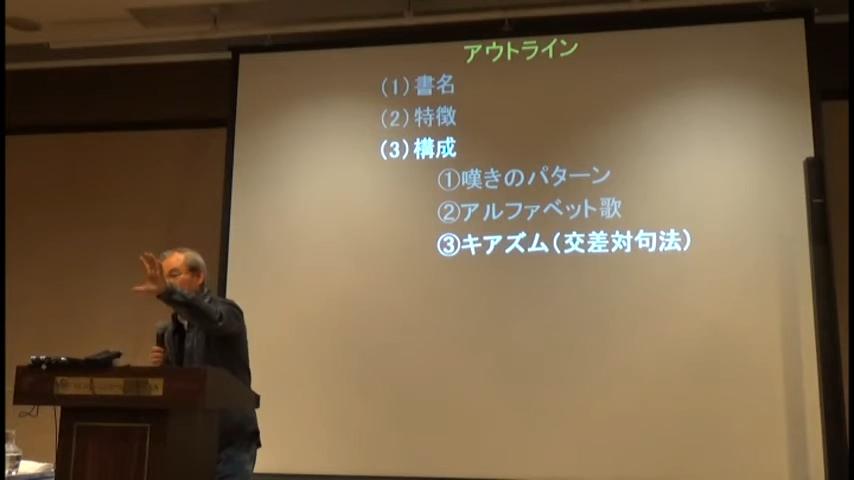 アウトライン
(1)書名
(2)特徴
(3)構成
①嘆きのパターン
②アルファベット歌
③キアズム(交差対句法)